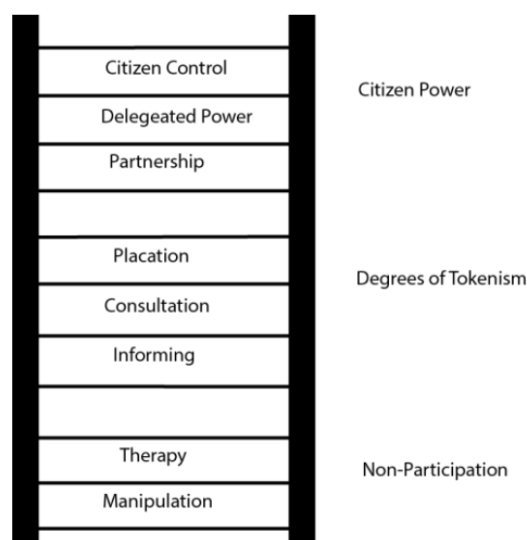 Citizen Control
Citizen Power
Delegeated Power
Partnership
Placation
Degrees of Tokenism
Consultation
Informing
Therapy
Non-Participation
Manipulation